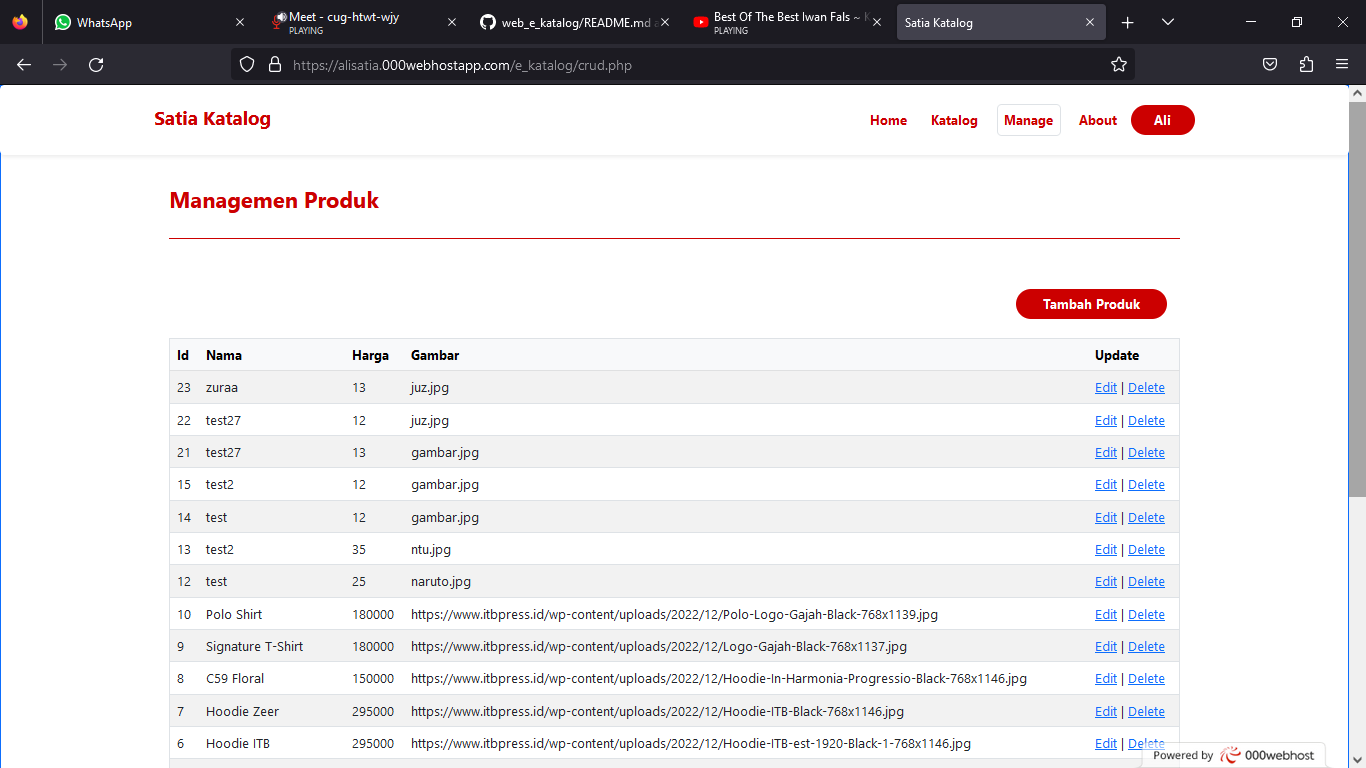 WhatsApp
Meet - cug-htwt-wjy
PLAYING
web_e_katalog/README.md a
Best Of The Best Iwan Fals ~ K
PLAYING
Satia Katalog
https://alisatia.000webhostapp.com/e_katalog/crud.php
Satia Katalog
Home Katalog Manage About Ali
Managemen Produk
Tambah Produk
Id Nama Harga Gambar Update
23 zuraa 13 juz.jpg Edit | Delete
22 test27 12 juz.jpg Edit | Delete
21 test27 13 gambar.jpg Edit | Delete
15 test2 12 gambar.jpg Edit | Delete
14 test 12 gambar.jpg Edit | Delete
13 test2 35 ntu.jpg Edit | Delete
12 test 25 naruto.jpg Edit | Delete
10 Polo Shirt 180000 https://www.itbpress.id/wp-content/uploads/2022/12/Polo-Logo-Gajah-Black-768x1139.jpg Edit | Delete
9 Signature T-Shirt 180000 https://www.itbpress.id/wp-content/uploads/2022/12/Logo-Gajah-Black-768x1137.jpg Edit | Delete
8 C59 Floral 150000 https://www.itbpress.id/wp-content/uploads/2022/12/Hoodie-In-Harmonia-Progressio-Black-768x1146.jpg Edit | Delete
7 Hoodie Zeer 295000 https://www.itbpress.id/wp-content/uploads/2022/12/Hoodie-ITB-Black-768x1146.jpg Edit | Delete
6 Hoodie ITB 295000 https://www.itbpress.id/wp-content/uploads/2022/12/Hoodie-ITB-est-1920-Black-1-768x1146.jpg Edit | Delete
Powered by 000webhost